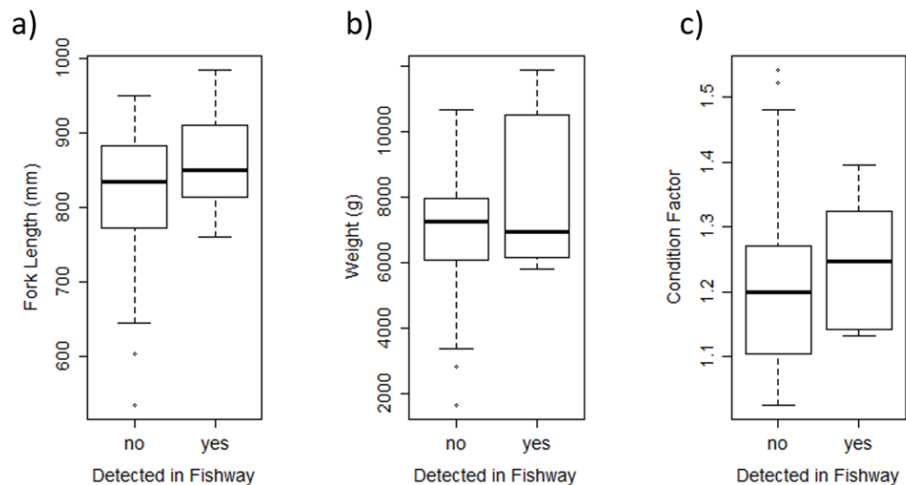 a)
Fork Length (mm)
1000
900
800
700
600
no
yes
Detected in Fishway
b)
Weight (g)
10000
8000
6000
4000
2000
no
yes
Detected in Fishway
c)
Condition Factor
1.5
1.4
1.3
1.2
1.1
no
yes
Detected in Fishway